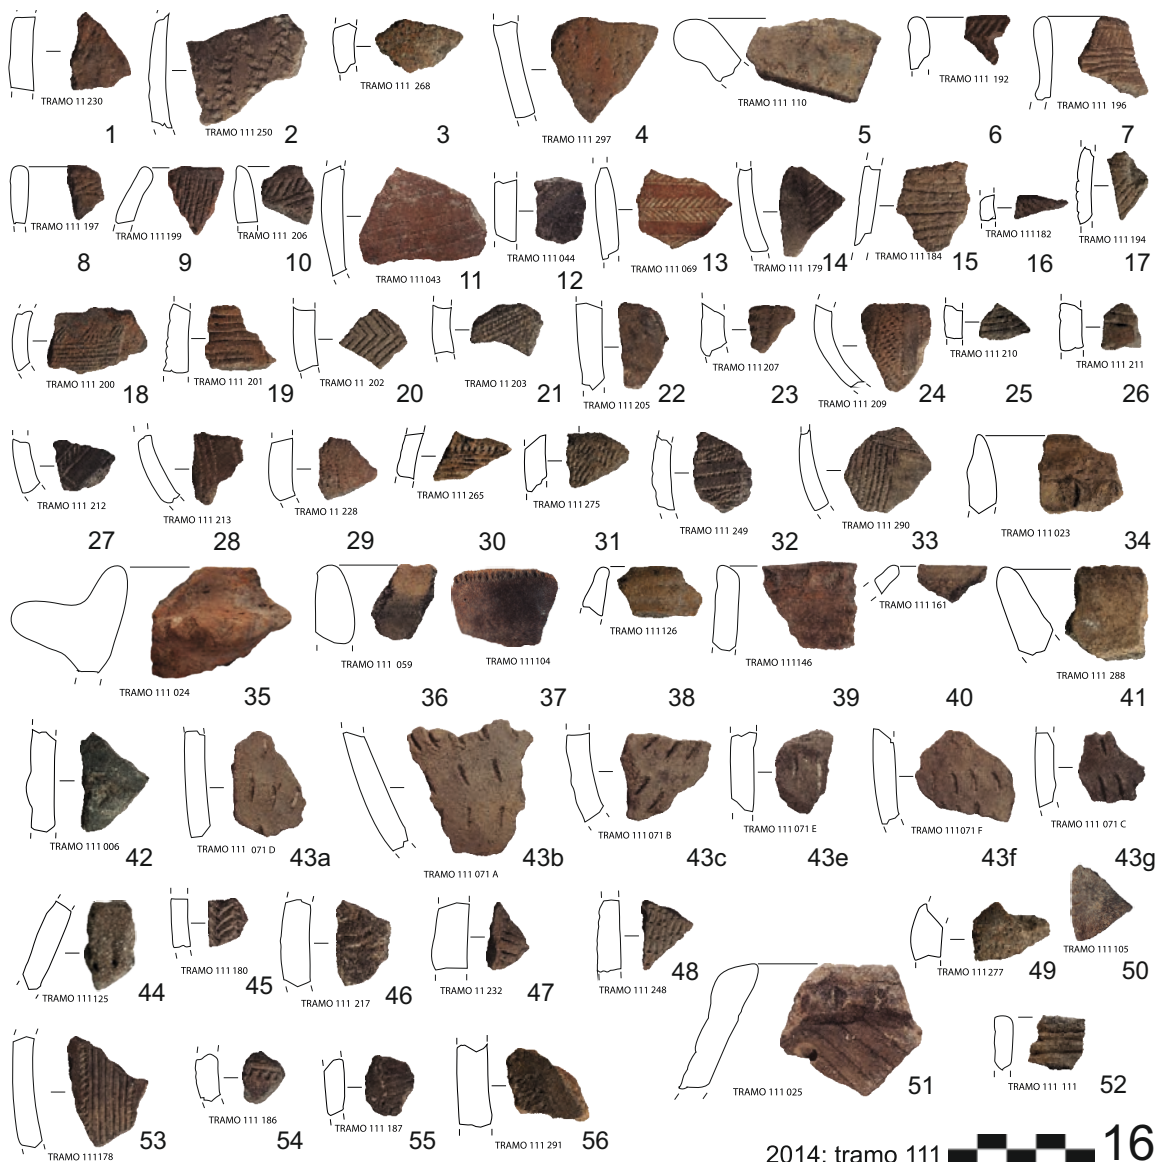 TRAMO 11 230
1
TRAMO 111 250
2
TRAMO 111 268
3
TRAMO 111 297
4
TRAMO 111 110
5
TRAMO 111 192
6
TRAMO 111 196
7
TRAMO 111 197
8
TRAMO 111199
9
TRAMO 111 206
10
TRAMO 111 043
11
TRAMO 111 044
12
TRAMO 111 069
13
TRAMO 111 179
14
TRAMO 111 184
15
TRAMO 111182
16
TRAMO 111 194
17
TRAMO 111 200
18
TRAMO 111 201
19
TRAMO 11 202
20
TRAMO 11 203
21
TRAMO 111 205
22
TRAMO 111 207
23
TRAMO 111 209
24
TRAMO 111 210
25
TRAMO 111 211
26
TRAMO 111 212
27
TRAMO 111 213
28
TRAMO 11 228
29
TRAMO 111 265
30
TRAMO 111 275
31
TRAMO 111 249
32
TRAMO 111 290
33
TRAMO 111 023
34
TRAMO 111 024
35
TRAMO 111 059
36
TRAMO 111104
37
TRAMO 111126
38
TRAMO 111146
39
TRAMO 111 161
40
TRAMO 111 288
41
TRAMO 111 006
42
TRAMO 111 071 D
43a
TRAMO 111 071 A
43b
TRAMO 111 071 B
43c
TRAMO 111 071 E
43e
TRAMO 111 071 F
43f
TRAMO 111 071 C
43g
TRAMO 111125
44
TRAMO 111 180
45
TRAMO 111 217
46
TRAMO 11 232
47
TRAMO 111 248
48
TRAMO 111 277
49
TRAMO 111105
50
TRAMO 111 025
51
TRAMO 111 111
52
TRAMO 111178
53
TRAMO 111 186
54
TRAMO 111 187
55
TRAMO 111 291
56
2014: tramo 111
16